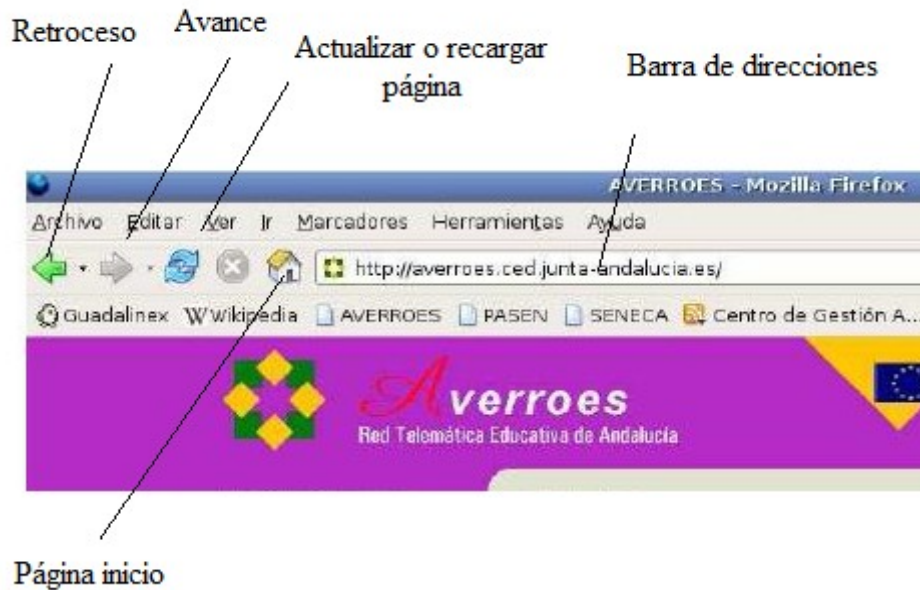 Retroceso
Avance
Actualizar o recargar
página
Barra de direcciones
AVERROES - Mozilla Firefox
Archivo Editar Ver Ir Marcadores Herramientas Ayuda
http://averroes.ced.junta-andalucia.es/
Guadalinex Wikipedia AVERROES PASEN SENECA Centro de Gestión A...
Averroes
Red Telemática Educativa de Andalucía
Página inicio